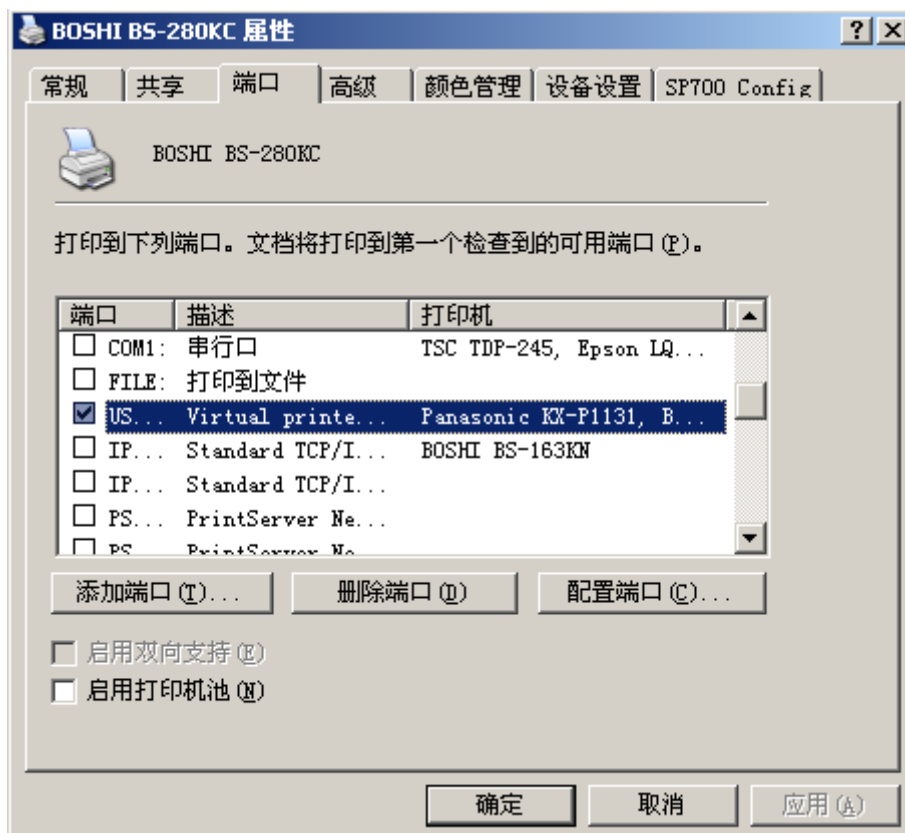 BOSHI BS-280KC 属性
常规 共享 端口 高级 颜色管理 设备设置 SP700 Config
BOSHI BS-280KC
打印到下列端口。文档将打印到第一个检查到的可用端口(P)。
端口 描述 打印机
COM1: 串行口 TSC TDP-245, Epson LQ...
FILE: 打印到文件
US... Virtual printe... Panasonic KX-P1131, B...
IP... Standard TCP/I... BOSHI BS-163KN
IP... Standard TCP/I...
PS... PrintServer Ne...
PS... PrintServer Ne...
添加端口(T)... 删除端口(D) 配置端口(C)...
启用双向支持(E)
启用打印机池(N)
确定 取消 应用(A)